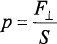 p = F⊥ / S